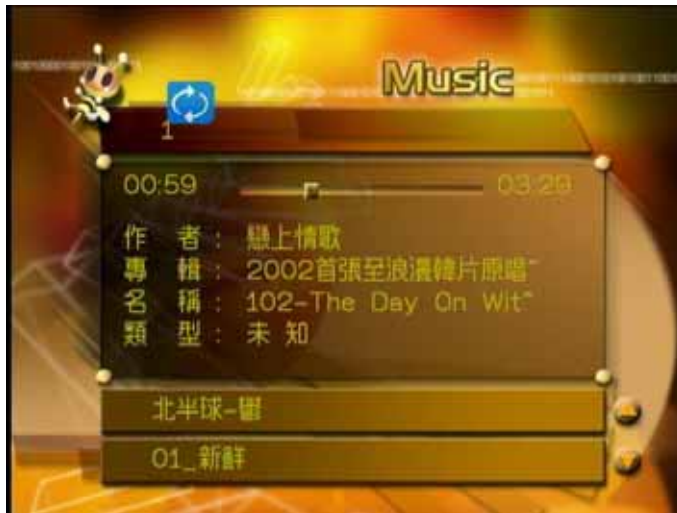 Music
1
00:59 03:29
作 者： 戀上情歌
專 輯： 2002首張至浪漫韓片原唱~
名 稱： 102-The Day On Wit~
類 型： 未 知
北半球-鬱
01_新鮮